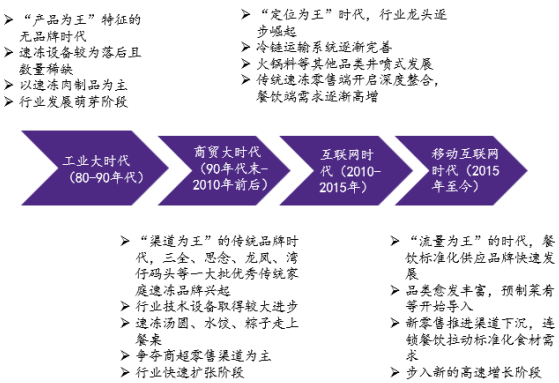 “产品为王”特征的
无品牌时代
速冻设备较为落后且
数量稀缺
以速冻肉制品为主
行业发展萌芽阶段
“定位为王”时代，行业龙头逐
步崛起
冷链运输系统逐渐完善
火锅料等其他品类井喷式发展
传统速冻零售端开启深度整合，
餐饮端需求逐渐高增
工业大时代
（80-90年代）
商贸大时代
（90年代末-
2010年前后）
互联网时
代（2010-
2015年）
移动互联网
时代（2015
年至今）
“渠道为王”的传统品牌时
代，三全、思念、龙凤、湾
仔码头等一大批优秀传统家
庭速冻品牌兴起
行业技术设备取得较大进步
速冻汤圆、水饺、粽子走上
餐桌
争夺商超零售渠道为主
行业快速扩张阶段
“流量为王”的时代，餐
饮标准化供应品牌快速发
展
品类愈发丰富，预制菜肴
等开始导入
新零售推进渠道下沉，连
锁餐饮拉动标准化食材需
求
步入新的高速增长阶段